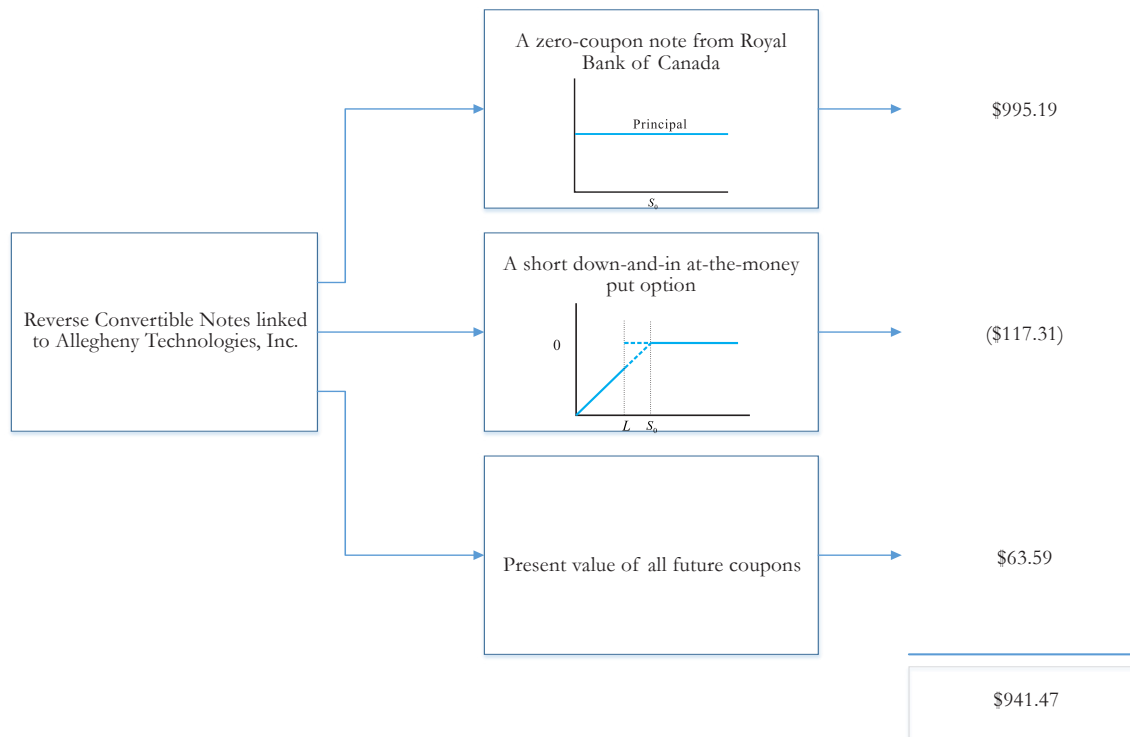 A zero-coupon note from Royal
Bank of Canada
Principal
S₀
$995.19
Reverse Convertible Notes linked
to Allegheny Technologies, Inc.
A short down-and-in at-the-money
put option
0
L S₀
($117.31)
Present value of all future coupons
$63.59
$941.47